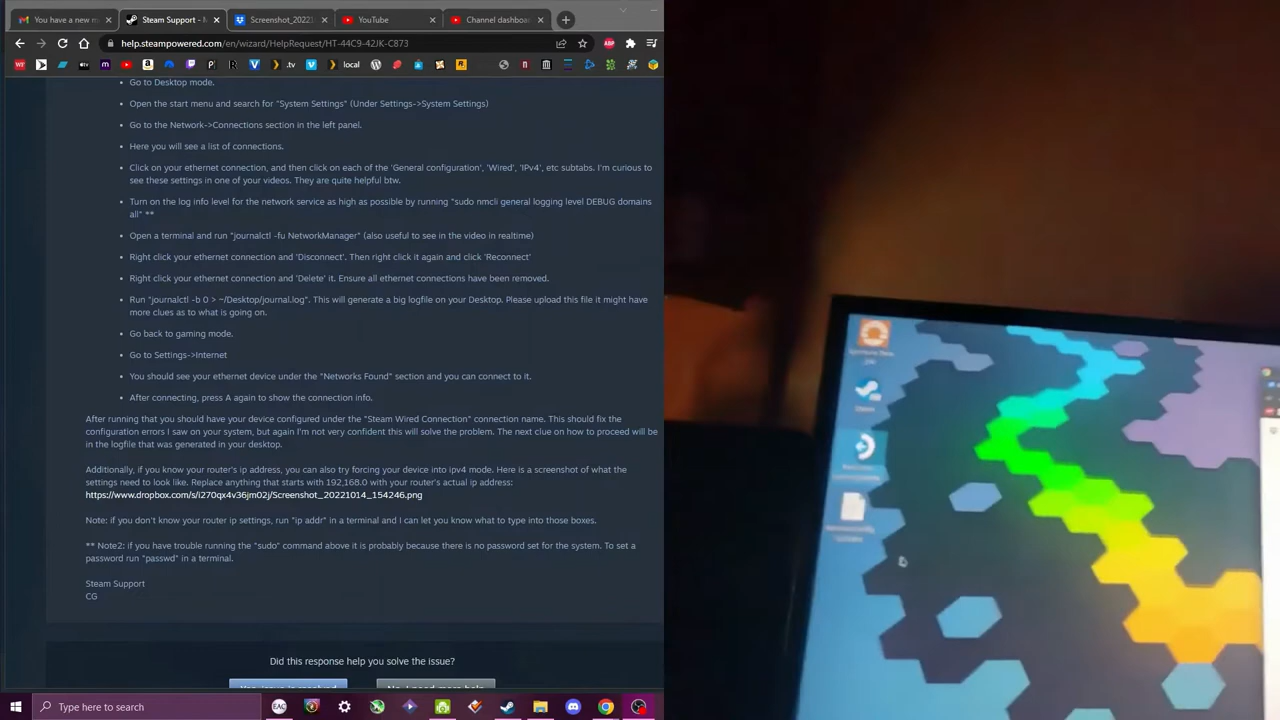 You have a new m
Steam Support - M
Screenshot_2022
YouTube
Channel dashboa
help.steampowered.com/en/wizard/HelpRequest/HT-44C9-42JK-C873
.tv
local
Go to Desktop mode.
Open the start menu and search for "System Settings" (Under Settings->System Settings)
Go to the Network->Connections section in the left panel.
Here you will see a list of connections.
Click on your ethernet connection, and then click on each of the 'General configuration', 'Wired', 'IPv4', etc subtabs. I'm curious to
see these settings in one of your videos. They are quite helpful btw.
Turn on the log info level for the network service as high as possible by running "sudo nmcli general logging level DEBUG domains
all" **
Open a terminal and run "journalctl -fu NetworkManager" (also useful to see in the video in realtime)
Right click your ethernet connection and 'Disconnect'. Then right click it again and click 'Reconnect'
Right click your ethernet connection and 'Delete' it. Ensure all ethernet connections have been removed.
Run "journalctl -b 0 > ~/Desktop/journal.log". This will generate a big logfile on your Desktop. Please upload this file it might have
more clues as to what is going on.
Go back to gaming mode.
Go to Settings->Internet
You should see your ethernet device under the "Networks Found" section and you can connect to it.
After connecting, press A again to show the connection info.
After running that you should have your device configured under the "Steam Wired Connection" connection name. This should fix the
configuration errors I saw on your system, but again I'm not very confident this will solve the problem. The next clue on how to proceed will be
in the logfile that was generated in your desktop.
Additionally, if you know your router's ip address, you can also try forcing your device into ipv4 mode. Here is a screenshot of what the
settings need to look like. Replace anything that starts with 192.168.0 with your router's actual ip address:
https://www.dropbox.com/s/i270qx4v36jm02j/Screenshot_20221014_154246.png
Note: if you don't know your router ip settings, run "ip addr" in a terminal and I can let you know what to type into those boxes.
** Note2: if you have trouble running the "sudo" command above it is probably because there is no password set for the system. To set a
password run "passwd" in a terminal.
Steam Support
CG
Did this response help you solve the issue?
Yes, issue is resolved
No, I need more help
Type here to search
EAC